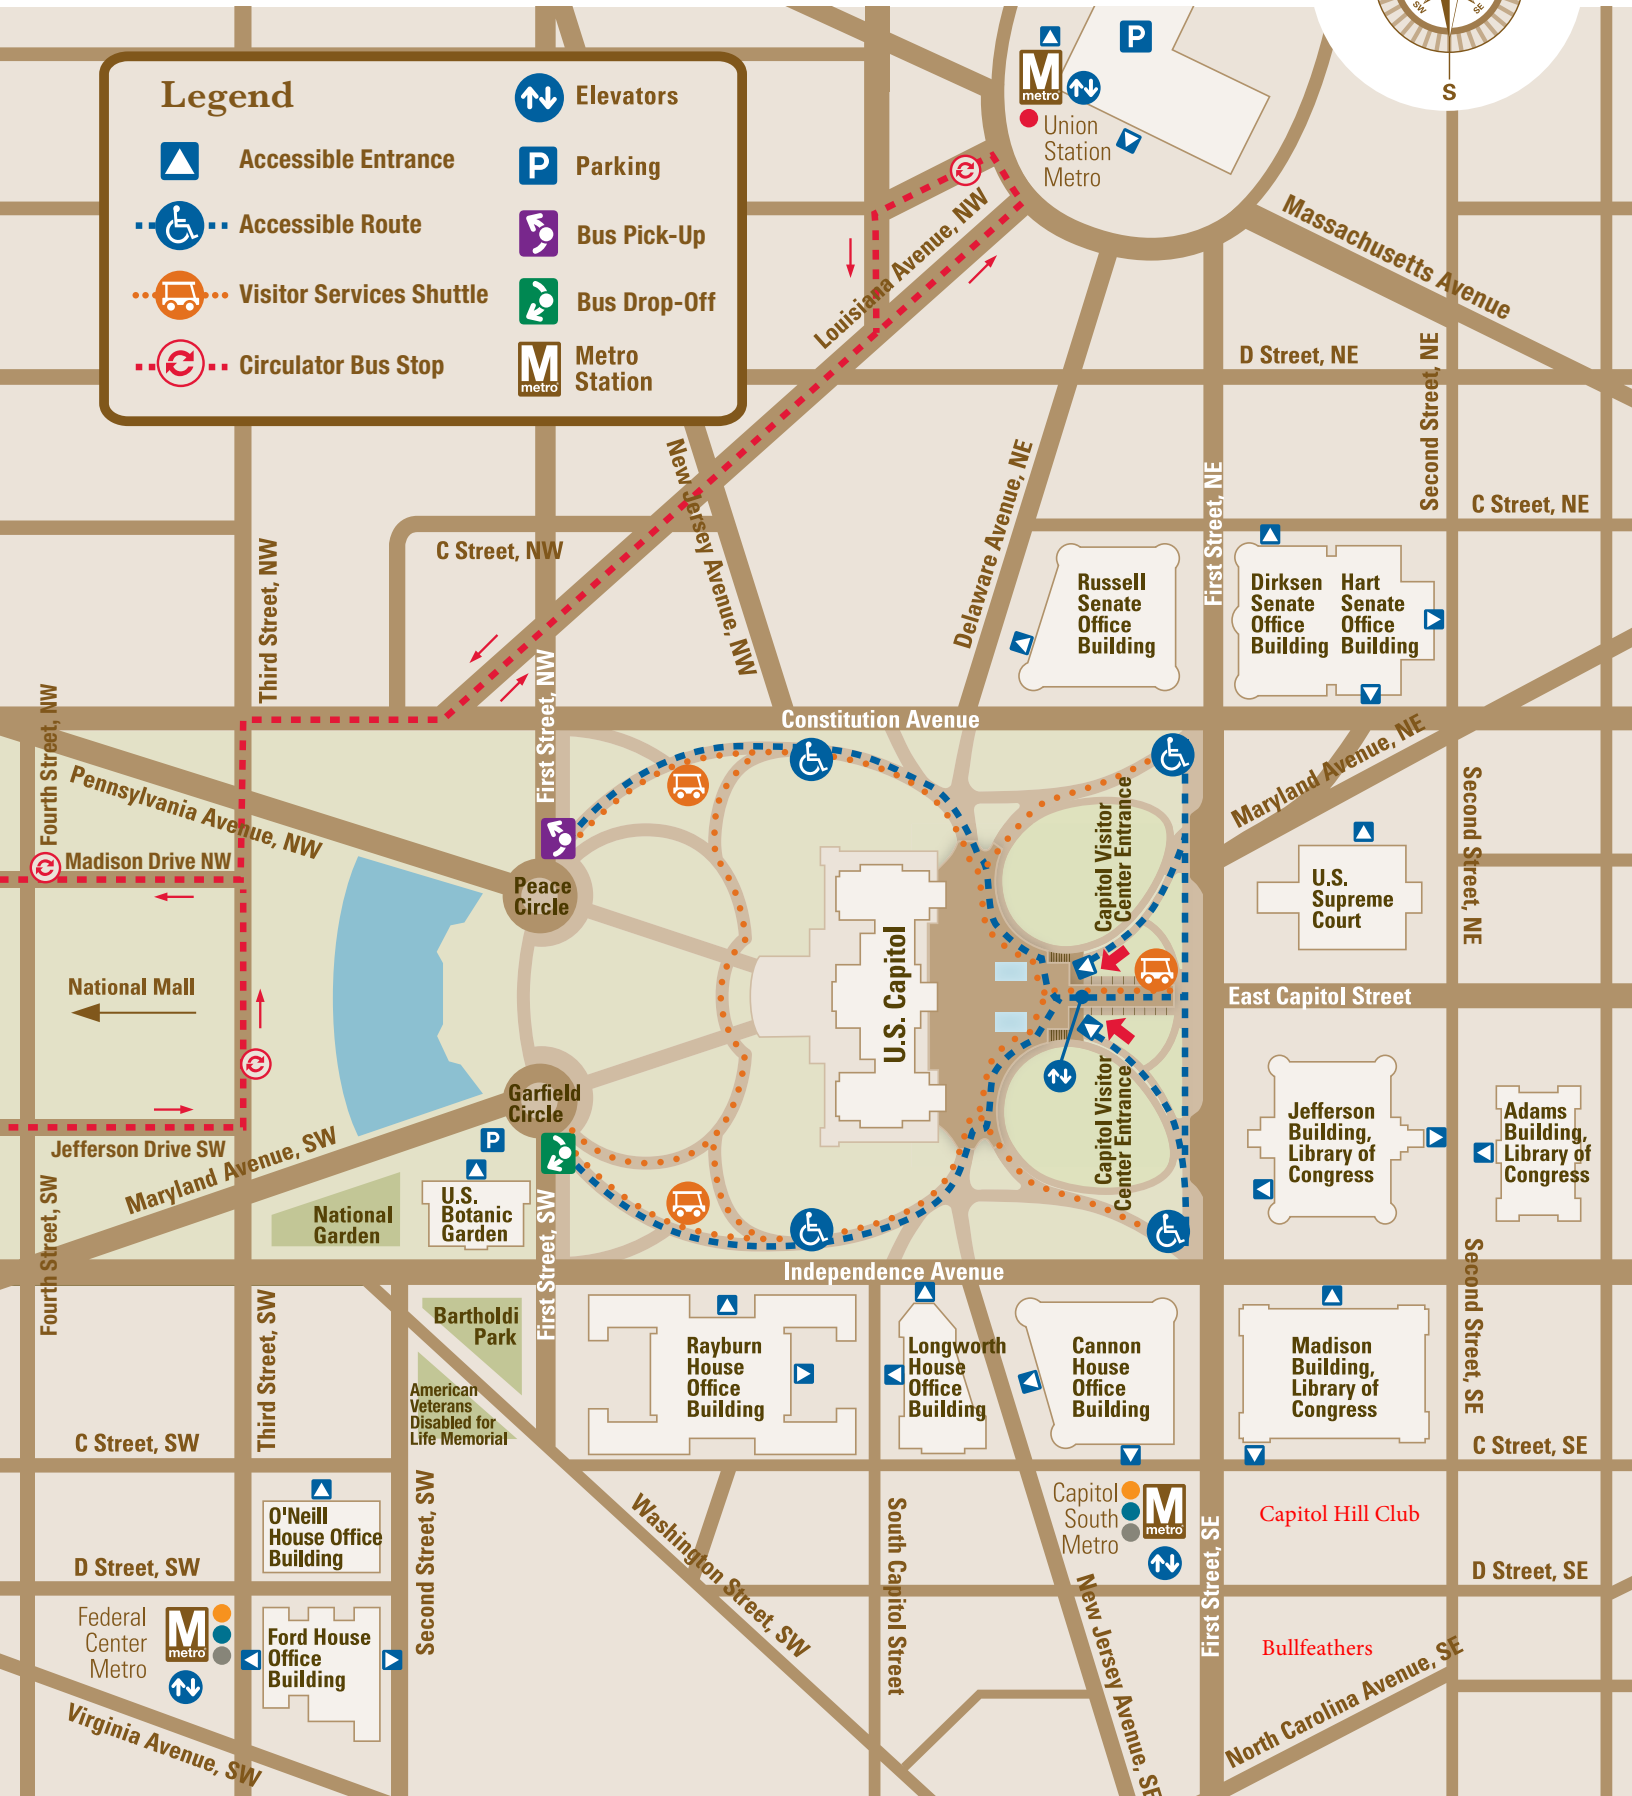 SW
SE
S
Legend
Accessible Entrance
Accessible Route
Visitor Services Shuttle
Circulator Bus Stop
Elevators
P
Parking
Bus Pick-Up
Bus Drop-Off
M
metro
Metro
Station
P
M
metro
Union
Station
Metro
Massachusetts Avenue
Louisiana Avenue, NW
D Street, NE
Second Street, NE
C Street, NE
New Jersey Avenue, NW
Delaware Avenue, NE
First Street, NE
C Street, NW
Third Street, NW
First Street, NW
Fourth Street, NW
Russell
Senate
Office
Building
Dirksen
Senate
Office
Building
Hart
Senate
Office
Building
Constitution Avenue
Maryland Avenue, NE
Second Street, NE
Pennsylvania Avenue, NW
Madison Drive NW
Peace
Circle
Capitol Visitor
Center Entrance
U.S.
Supreme
Court
National Mall
U.S. Capitol
East Capitol Street
Garfield
Circle
Capitol Visitor
Center Entrance
Jefferson
Building,
Library of
Congress
Adams
Building,
Library of
Congress
Jefferson Drive SW
Maryland Avenue, SW
P
U.S.
Botanic
Garden
National
Garden
Fourth Street, SW
First Street, SW
Independence Avenue
Second Street, SE
Third Street, SW
Bartholdi
Park
American
Veterans
Disabled for
Life Memorial
Rayburn
House
Office
Building
Longworth
House
Office
Building
Cannon
House
Office
Building
Madison
Building,
Library of
Congress
C Street, SW
C Street, SE
O'Neill
House Office
Building
Second Street, SW
Washington Street, SW
South Capitol Street
Capitol
South
Metro
M
metro
First Street, SE
Capitol Hill Club
D Street, SW
D Street, SE
Federal
Center
Metro
M
metro
Ford House
Office
Building
New Jersey Avenue, SE
Bullfeathers
North Carolina Avenue, SE
Virginia Avenue, SW